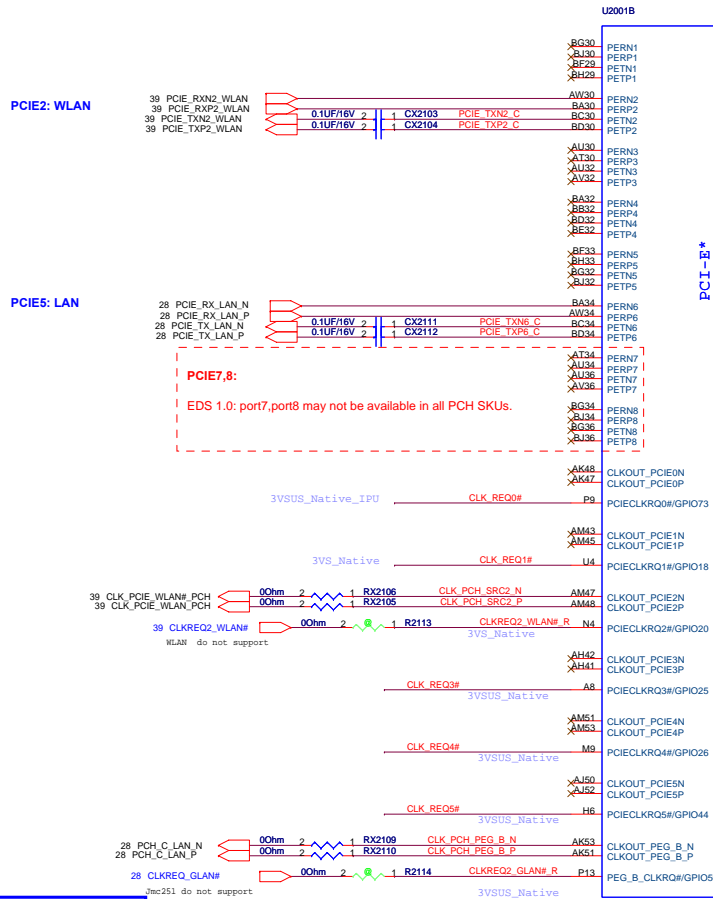 U2001B
BG30 PERN1
BJ30 PERP1
BF29 PETN1
BH29 PETP1
PCIE2: WLAN
39 PCIE_RXN2_WLAN AW30 PERN2
39 PCIE_RXP2_WLAN BA30 PERP2
39 PCIE_TXN2_WLAN 0.1UF/16V 2 1 CX2103 PCIE_TXN2_C BC30 PETN2
39 PCIE_TXP2_WLAN 0.1UF/16V 2 1 CX2104 PCIE_TXP2_C BD30 PETP2
AU30 PERN3
AT30 PERP3
AU32 PETN3
AV32 PETP3
BA32 PERN4
BB32 PERP4
BD32 PETN4
BE32 PETP4
PCI-E*
BF33 PERN5
BH33 PERP5
BG32 PETN5
BJ32 PETP5
PCIE5: LAN
28 PCIE_RX_LAN_N BA34 PERN6
28 PCIE_RX_LAN_P AW34 PERP6
28 PCIE_TX_LAN_N 0.1UF/16V 2 1 CX2111 PCIE_TXN6_C BC34 PETN6
28 PCIE_TX_LAN_P 0.1UF/16V 2 1 CX2112 PCIE_TXP6_C BD34 PETP6
PCIE7,8:
EDS 1.0: port7,port8 may not be available in all PCH SKUs.
AT34 PERN7
AU34 PERP7
AU36 PETN7
AV36 PETP7
BG34 PERN8
BJ34 PERP8
BG36 PETN8
BJ36 PETP8
AK48 CLKOUT_PCIE0N
AK47 CLKOUT_PCIE0P
3VSUS_Native_IPU CLK_REQ0# P9 PCIECLKRQ0#/GPIO73
AM43 CLKOUT_PCIE1N
AM45 CLKOUT_PCIE1P
3VS_Native CLK_REQ1# U4 PCIECLKRQ1#/GPIO18
39 CLK_PCIE_WLAN#_PCH 0Ohm 2 1 RX2106 CLK_PCH_SRC2_N AM47 CLKOUT_PCIE2N
39 CLK_PCIE_WLAN_PCH 0Ohm 2 1 RX2105 CLK_PCH_SRC2_P AM48 CLKOUT_PCIE2P
39 CLKREQ2_WLAN# 0Ohm 2 @ 1 R2113 CLKREQ2_WLAN#_R N4 PCIECLKRQ2#/GPIO20
WLAN do not support 3VS_Native
AH42 CLKOUT_PCIE3N
AH41 CLKOUT_PCIE3P
CLK_REQ3# A8 PCIECLKRQ3#/GPIO25
3VSUS_Native
AM51 CLKOUT_PCIE4N
AM53 CLKOUT_PCIE4P
CLK_REQ4# M9 PCIECLKRQ4#/GPIO26
3VSUS_Native
AJ50 CLKOUT_PCIE5N
AJ52 CLKOUT_PCIE5P
CLK_REQ5# H6 PCIECLKRQ5#/GPIO44
3VSUS_Native
28 PCH_C_LAN_N 0Ohm 2 1 RX2109 CLK_PCH_PEG_B_N AK53 CLKOUT_PEG_B_N
28 PCH_C_LAN_P 0Ohm 2 1 RX2110 CLK_PCH_PEG_B_P AK51 CLKOUT_PEG_B_P
28 CLKREQ_GLAN# 0Ohm 2 @ 1 R2114 CLKREQ2_GLAN#_R P13 PEG_B_CLKRQ#/GPIO5
Jmc251 do not support 3VSUS_Native